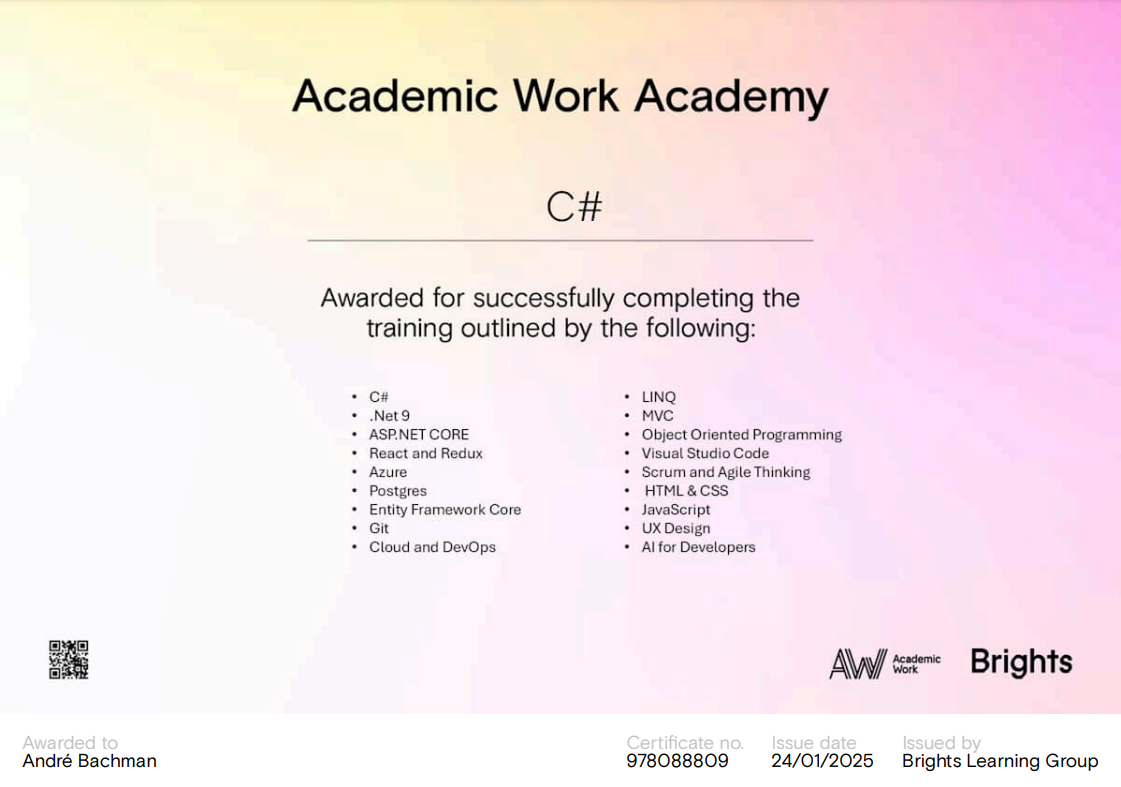 Academic Work Academy
C#
Awarded for successfully completing the
training outlined by the following:
• C#
• .Net 9
• ASP.NET CORE
• React and Redux
• Azure
• Postgres
• Entity Framework Core
• Git
• Cloud and DevOps
• LINQ
• MVC
• Object Oriented Programming
• Visual Studio Code
• Scrum and Agile Thinking
• HTML & CSS
• JavaScript
• UX Design
• AI for Developers
AW Academic
Work
Brights
Awarded to
André Bachman
Certificate no.
978088809
Issue date
24/01/2025
Issued by
Brights Learning Group